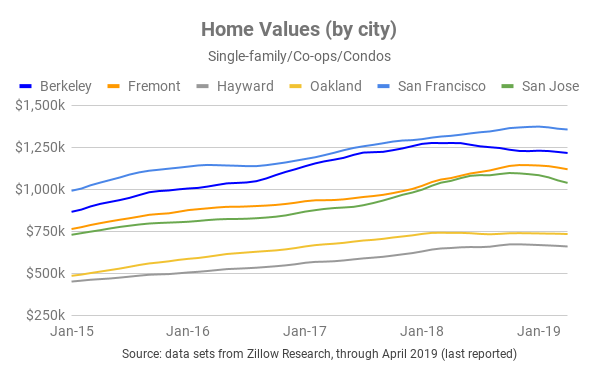 Home Values (by city)
Single-family/Co-ops/Condos
Berkeley Fremont Hayward Oakland San Francisco San Jose
$1,500k
$1,250k
$1,000k
$750k
$500k
$250k
Jan-15 Jan-16 Jan-17 Jan-18 Jan-19
Source: data sets from Zillow Research, through April 2019 (last reported)